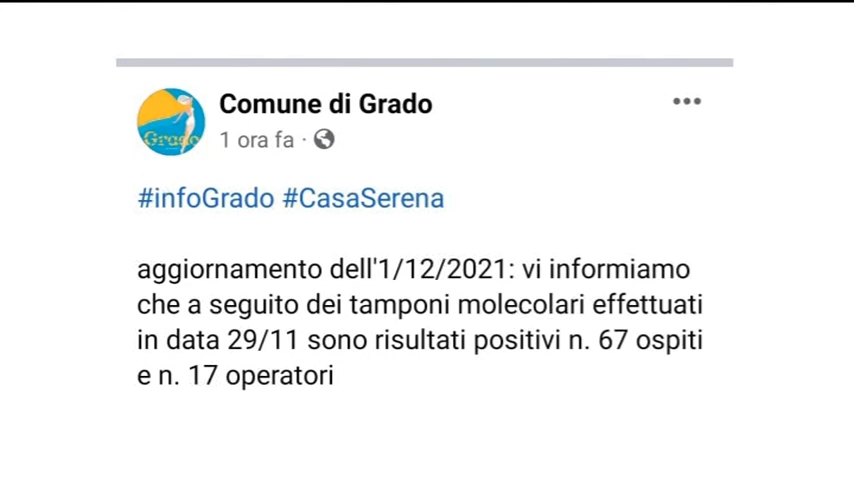 Comune di Grado
1 ora fa ·
Grado
#infoGrado #CasaSerena
aggiornamento dell'1/12/2021: vi informiamo
che a seguito dei tamponi molecolari effettuati
in data 29/11 sono risultati positivi n. 67 ospiti
e n. 17 operatori